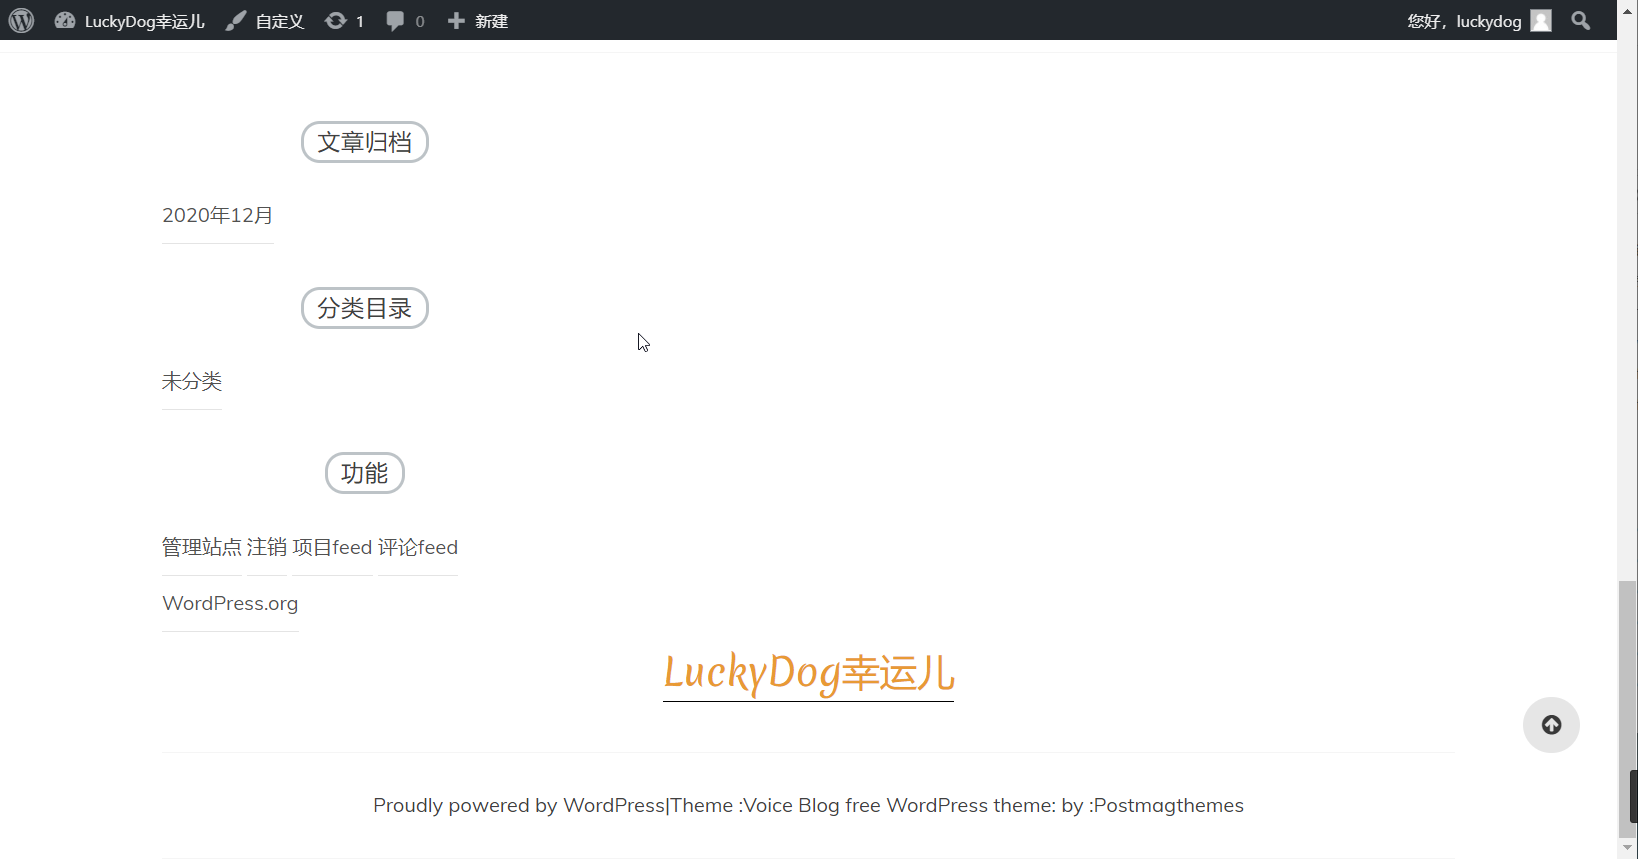 LuckyDog幸运儿 自定义 1 0 新建 您好，luckydog
文章归档
2020年12月
分类目录
未分类
功能
管理站点 注销 项目feed 评论feed
WordPress.org
LuckyDog幸运儿
Proudly powered by WordPress|Theme :Voice Blog free WordPress theme: by :Postmagthemes